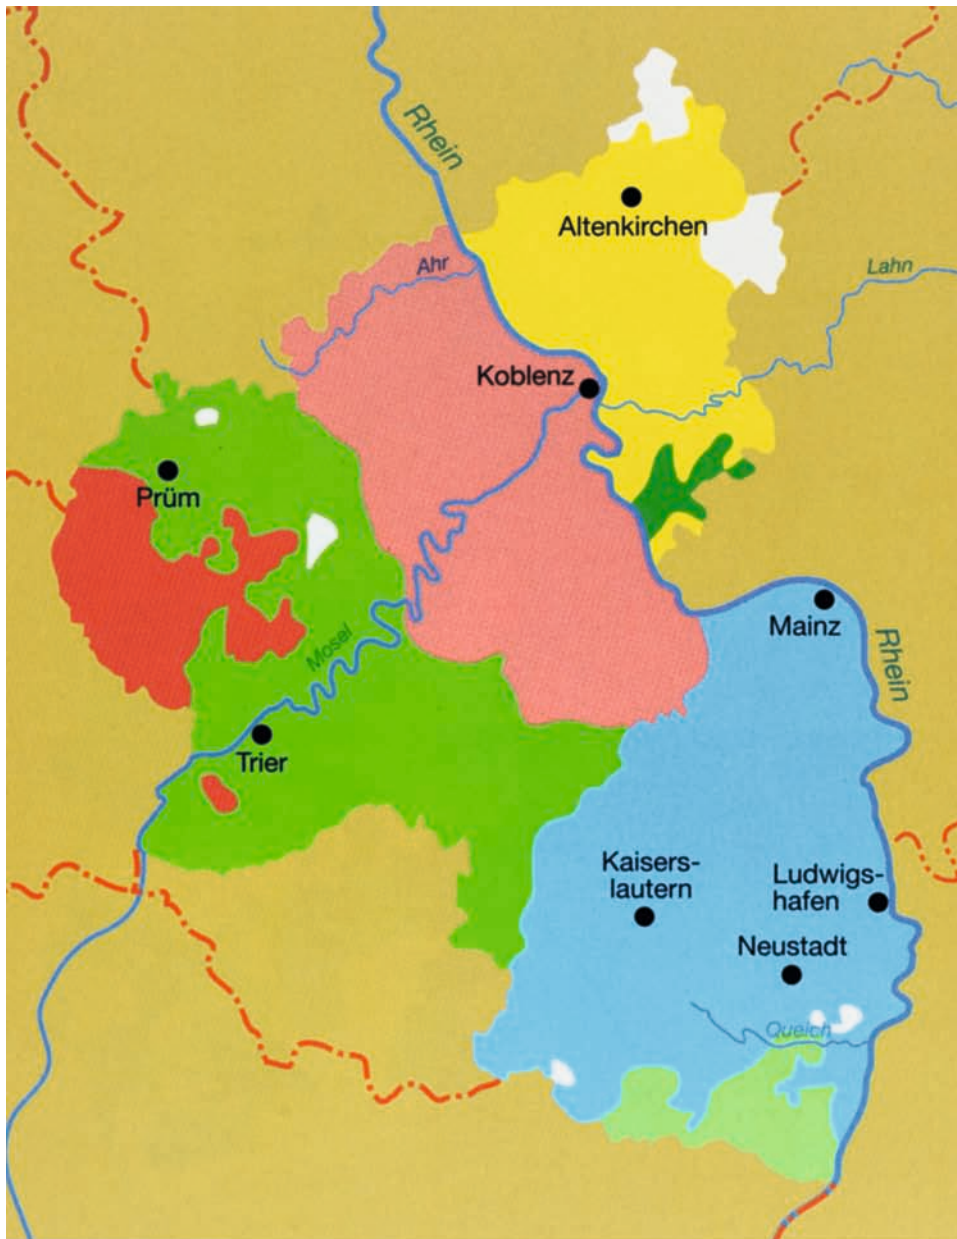 Rhein
Altenkirchen
Ahr
Lahn
Koblenz
Prüm
Mainz
Mosel
Rhein
Trier
Kaisers-
lautern
Ludwigs-
hafen
Neustadt
Queich